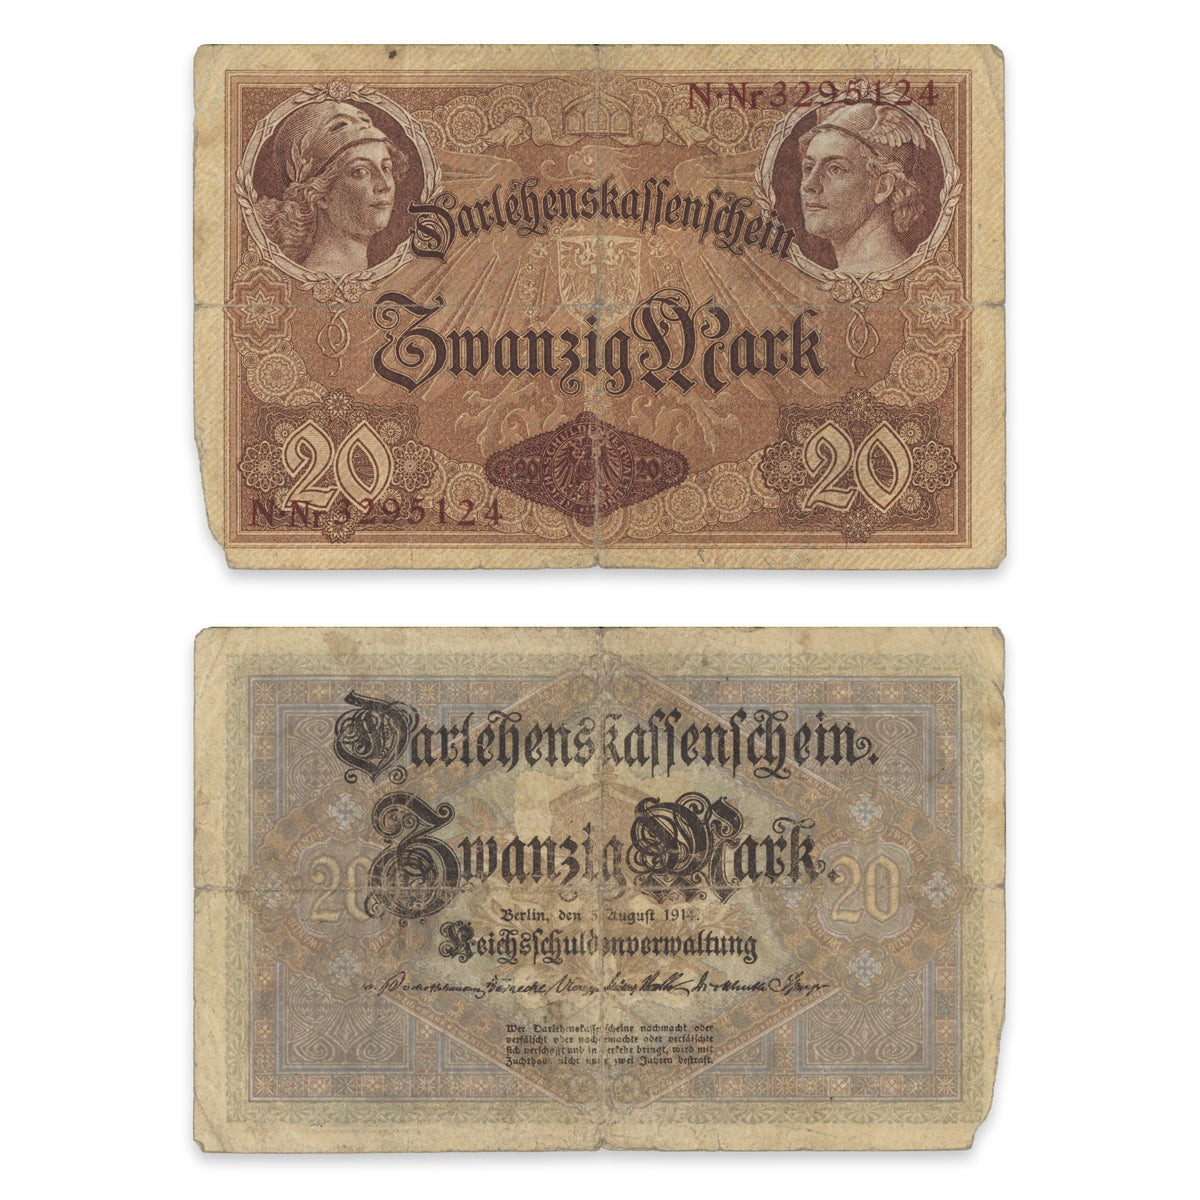 N·Nr 3295124
Darlehenskassenschein
Zwanzig Mark
20
20
20 20
N·Nr 3295124
Darlehenskassenschein.
Zwanzig Mark.
20 20
Berlin, den 5. August 1914.
Reichsschuldenverwaltung
Wer Darlehenskassenscheine nachmacht oder
verfälscht oder nachgemachte oder verfälschte
sich verschafft und in Verkehr bringt, wird mit
Zuchthaus nicht unter zwei Jahren bestraft.